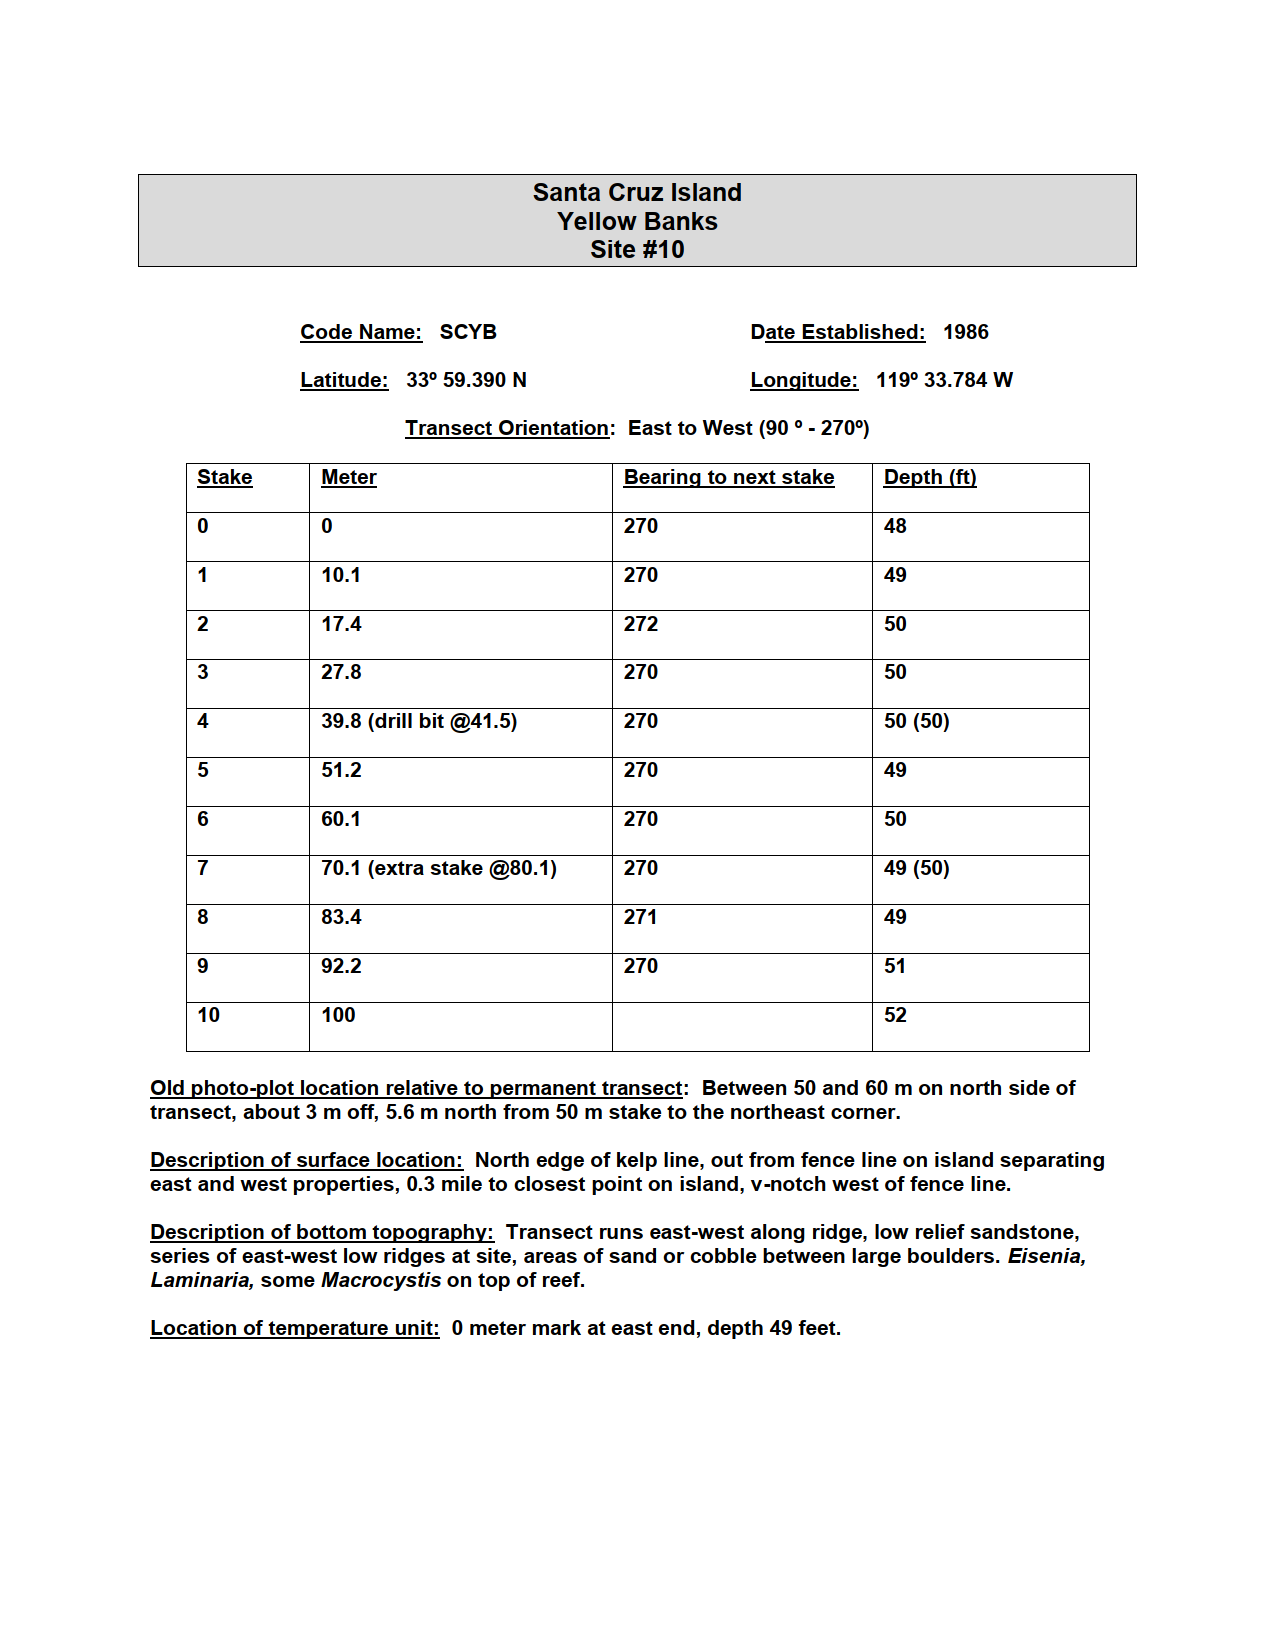 Santa Cruz Island
Yellow Banks
Site #10
Code Name: SCYB Date Established: 1986
Latitude: 33º 59.390 N Longitude: 119º 33.784 W
Transect Orientation: East to West (90 º - 270º)
Stake Meter Bearing to next stake Depth (ft)
0 0 270 48
1 10.1 270 49
2 17.4 272 50
3 27.8 270 50
4 39.8 (drill bit @41.5) 270 50 (50)
5 51.2 270 49
6 60.1 270 50
7 70.1 (extra stake @80.1) 270 49 (50)
8 83.4 271 49
9 92.2 270 51
10 100 52
Old photo-plot location relative to permanent transect: Between 50 and 60 m on north side of
transect, about 3 m off, 5.6 m north from 50 m stake to the northeast corner.
Description of surface location: North edge of kelp line, out from fence line on island separating
east and west properties, 0.3 mile to closest point on island, v-notch west of fence line.
Description of bottom topography: Transect runs east-west along ridge, low relief sandstone,
series of east-west low ridges at site, areas of sand or cobble between large boulders. Eisenia,
Laminaria, some Macrocystis on top of reef.
Location of temperature unit: 0 meter mark at east end, depth 49 feet.